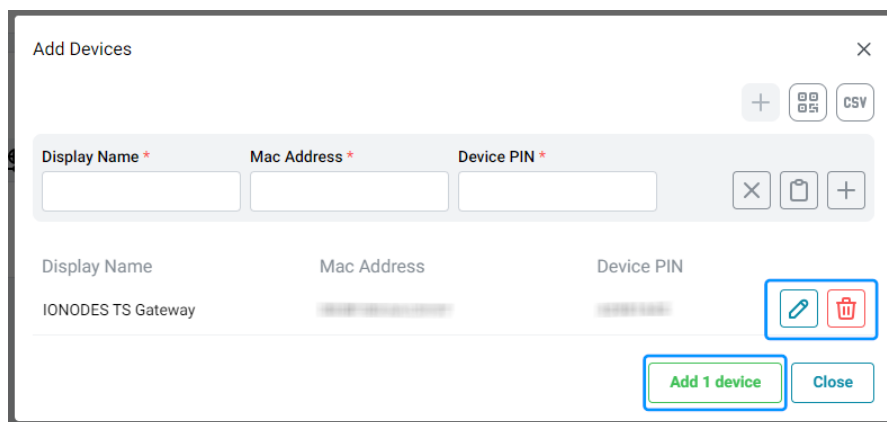 Add Devices
CSV
Display Name * Mac Address * Device PIN *
Display Name Mac Address Device PIN
IONODES TS Gateway
Add 1 device Close